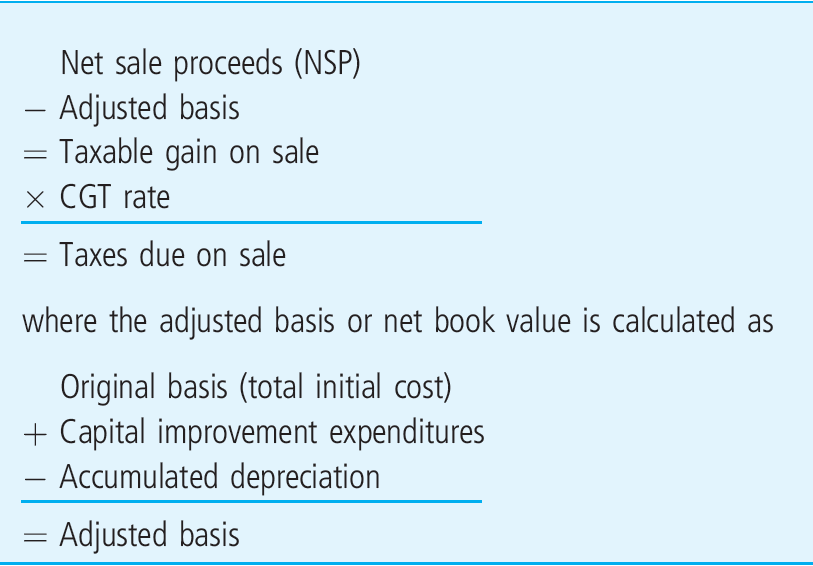 Net sale proceeds (NSP)
− Adjusted basis
= Taxable gain on sale
× CGT rate
= Taxes due on sale
where the adjusted basis or net book value is calculated as
Original basis (total initial cost)
+ Capital improvement expenditures
− Accumulated depreciation
= Adjusted basis